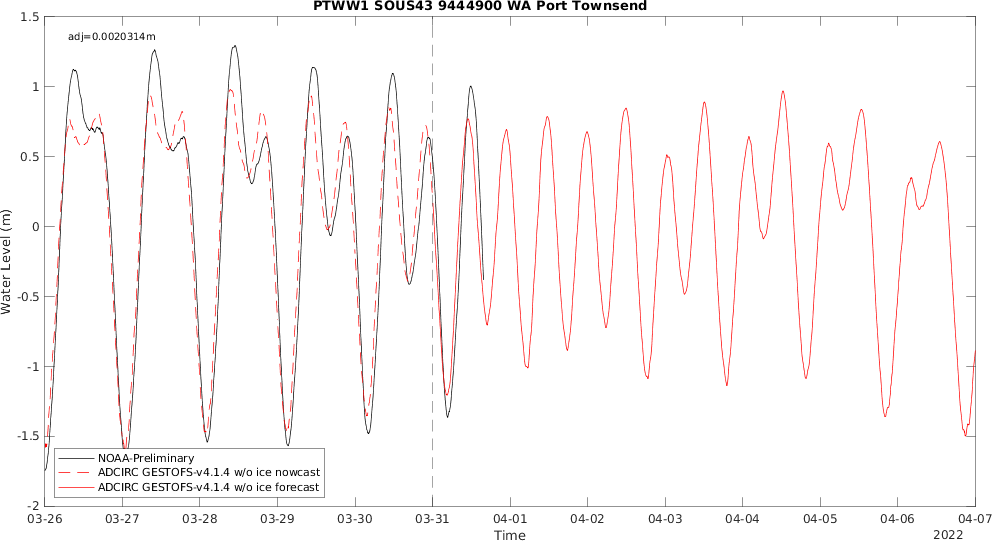 PTWW1 SOUS43 9444900 WA Port Townsend
adj=0.0020314m
1.5
1
0.5
0
-0.5
-1
-1.5
-2
Water Level (m)
NOAA-Preliminary
ADCIRC GESTOFS-v4.1.4 w/o ice nowcast
ADCIRC GESTOFS-v4.1.4 w/o ice forecast
03-26 03-27 03-28 03-29 03-30 03-31 04-01 04-02 04-03 04-04 04-05 04-06 04-07
Time
2022